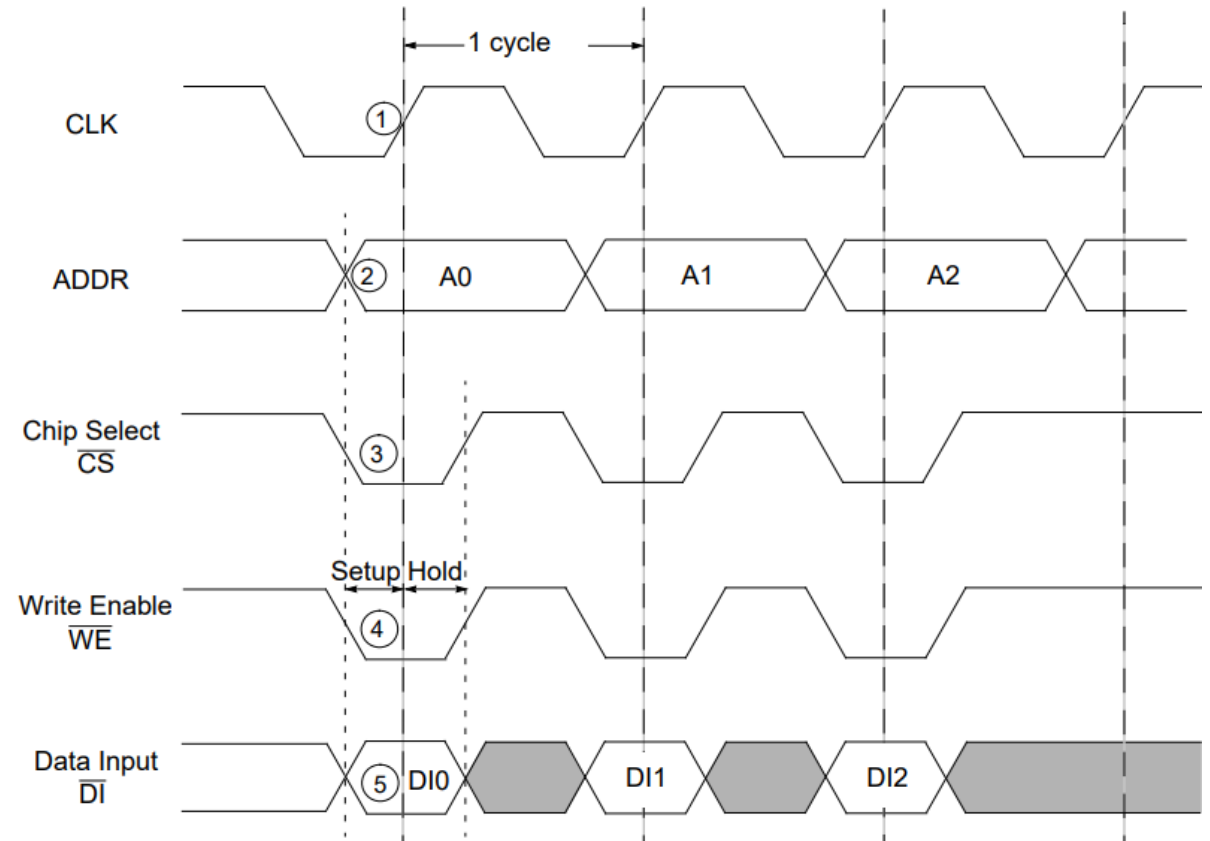 1 cycle
CLK
1
ADDR
2
A0
A1
A2
Chip Select
CS
3
Setup Hold
Write Enable
WE
4
Data Input
DI
5
DI0
DI1
DI2